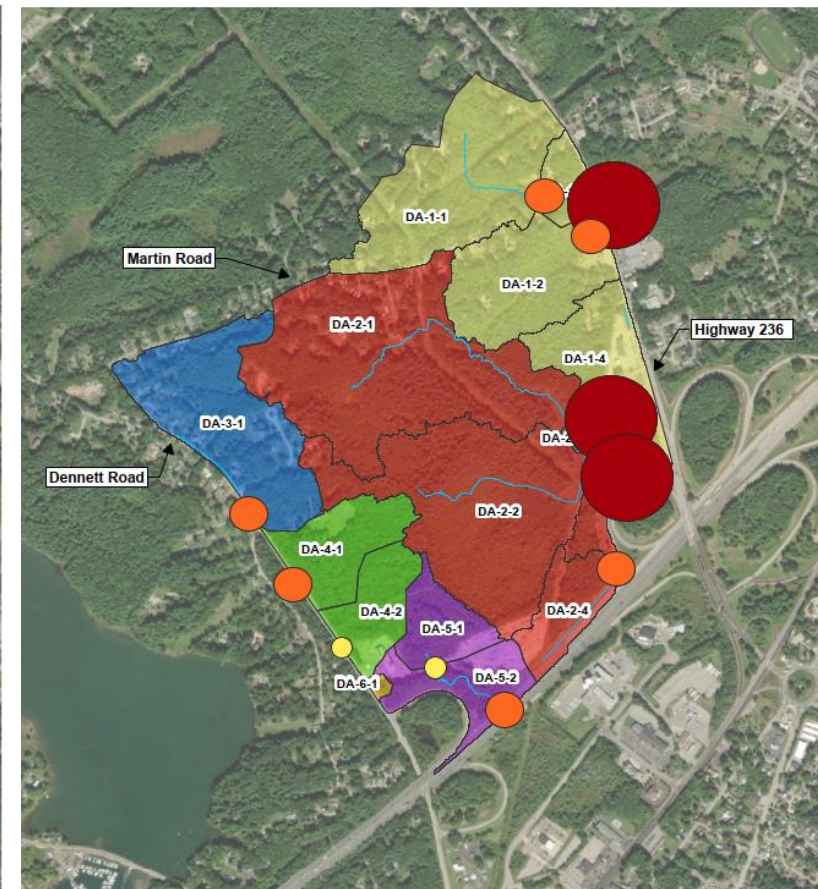 DA-1-1
Martin Road
DA-1-2
DA-2-1
Highway 236
DA-1-4
DA-3-1
Dennett Road
DA-2-2
DA-4-1
DA-4-2
DA-2-4
DA-5-1
DA-5-2
DA-6-1